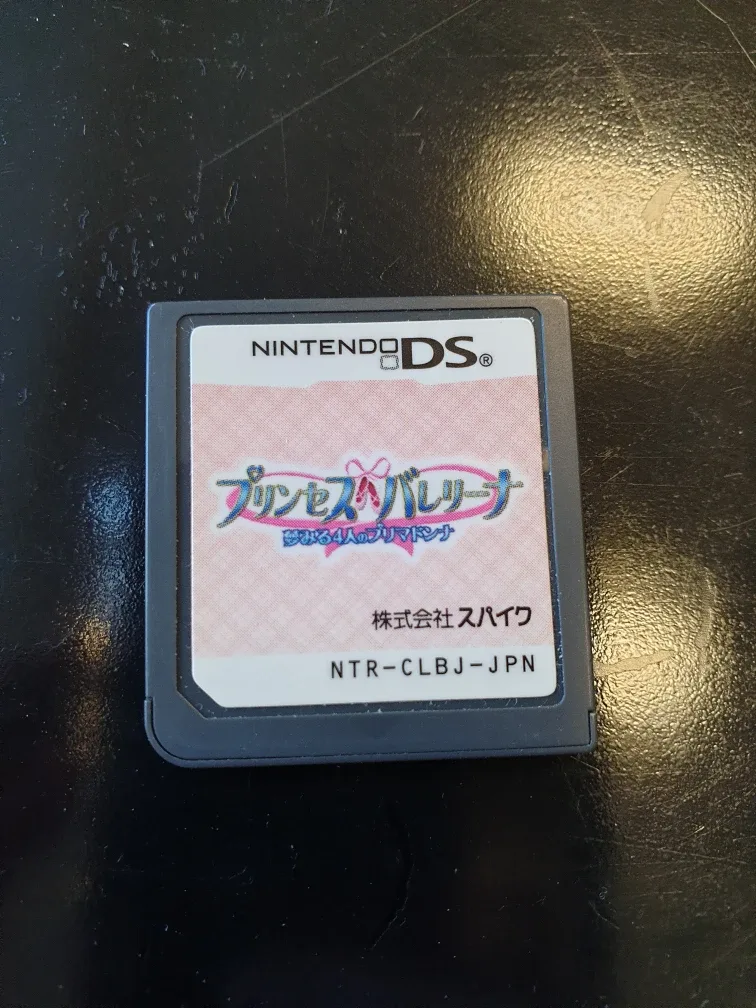 NINTENDO DS®
プリンセス バレリーナ
夢みる4人のプリマドンナ
株式会社スパイク
NTR-CLBJ-JPN